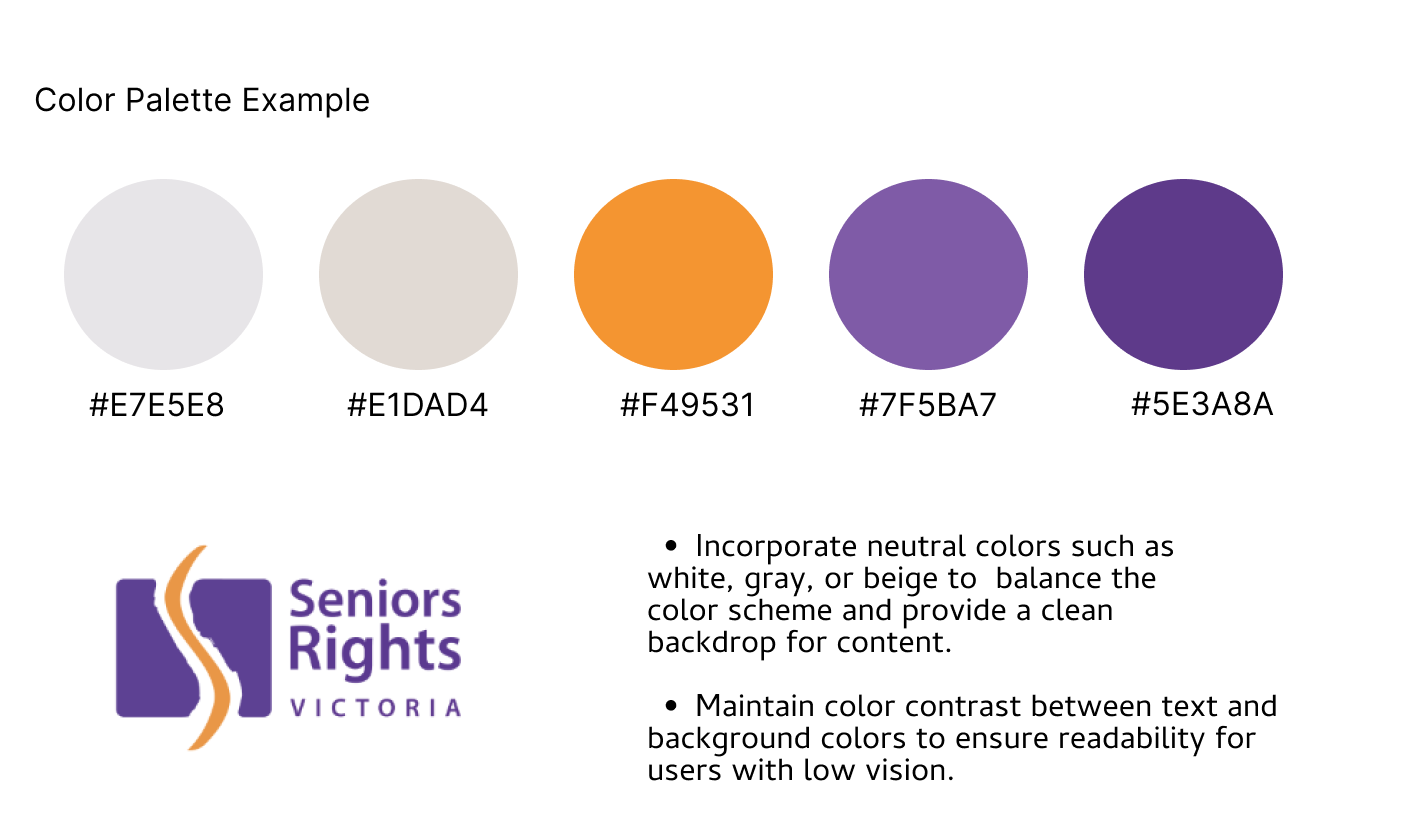 Color Palette Example
#E7E5E8 #E1DAD4 #F49531 #7F5BA7 #5E3A8A
Seniors
Rights
VICTORIA
• Incorporate neutral colors such as
white, gray, or beige to  balance the
color scheme and provide a clean
backdrop for content.
• Maintain color contrast between text and
background colors to ensure readability for
users with low vision.